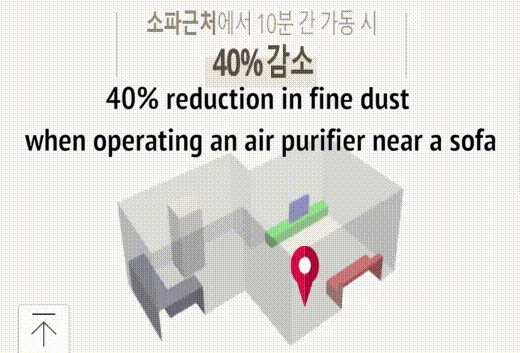 소파근처에서 10분 간 가동 시
40% 감소
40% reduction in fine dust
when operating an air purifier near a sofa